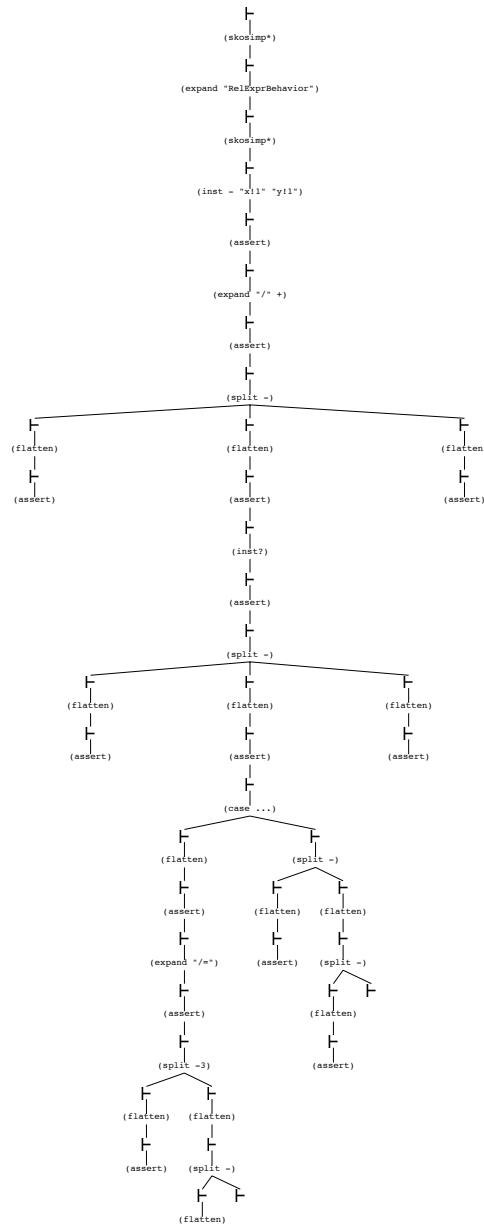 (skosimp*)
(expand "RelExprBehavior")
(skosimp*)
(inst - "x!1" "y!1")
(assert)
(expand "/" +)
(assert)
(split -)
(flatten) (flatten) (flatten
(assert) (assert) (assert)
(inst?)
(assert)
(split -)
(flatten) (flatten) (flatten)
(assert) (assert) (assert)
(case ...)
(flatten) (split -)
(assert) (flatten) (flatten)
(expand "/=") (assert) (split -)
(assert) (flatten)
(split -3) (assert)
(flatten) (flatten)
(assert) (split -)
(flatten)